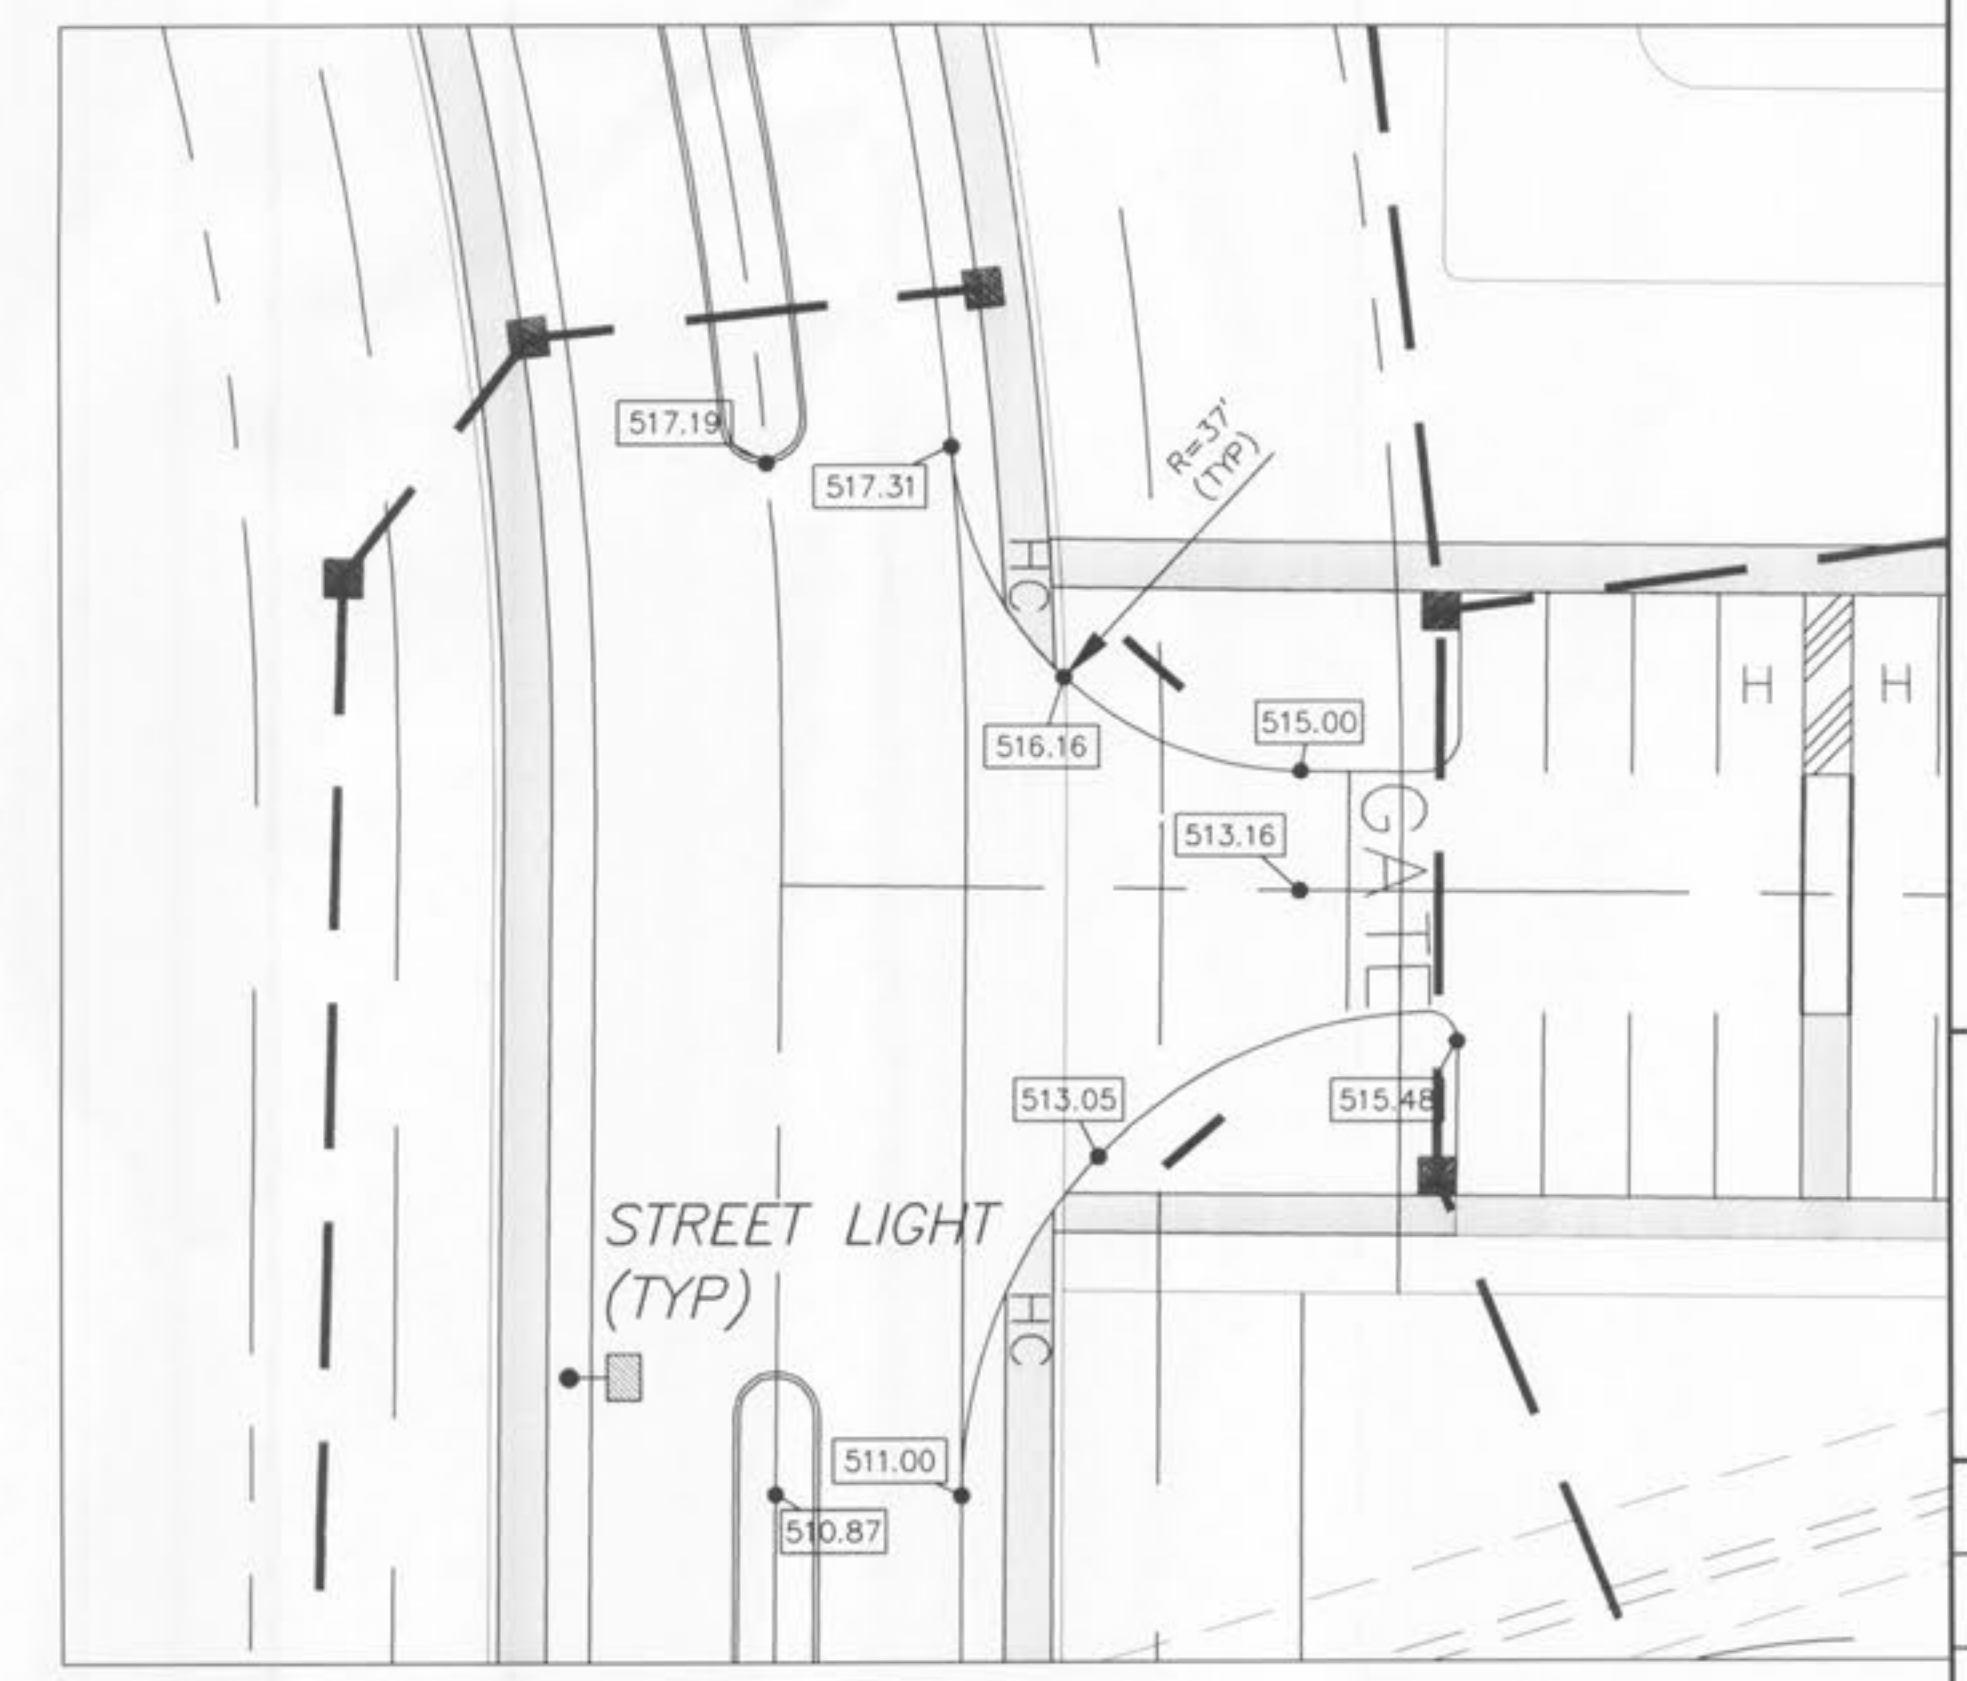 517.19
517.31
R=37'
(TYP)
HC
516.16
515.00
H
H
513.16
GATE
513.05
515.48
STREET LIGHT
(TYP)
HC
511.00
510.87